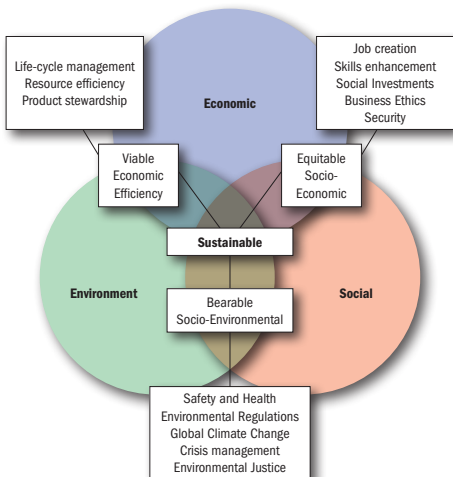 Life-cycle management
Resource efficiency
Product stewardship
Economic
Job creation
Skills enhancement
Social Investments
Business Ethics
Security
Viable
Economic
Efficiency
Equitable
Socio-
Economic
Sustainable
Environment
Social
Bearable
Socio-Environmental
Safety and Health
Environmental Regulations
Global Climate Change
Crisis management
Environmental Justice